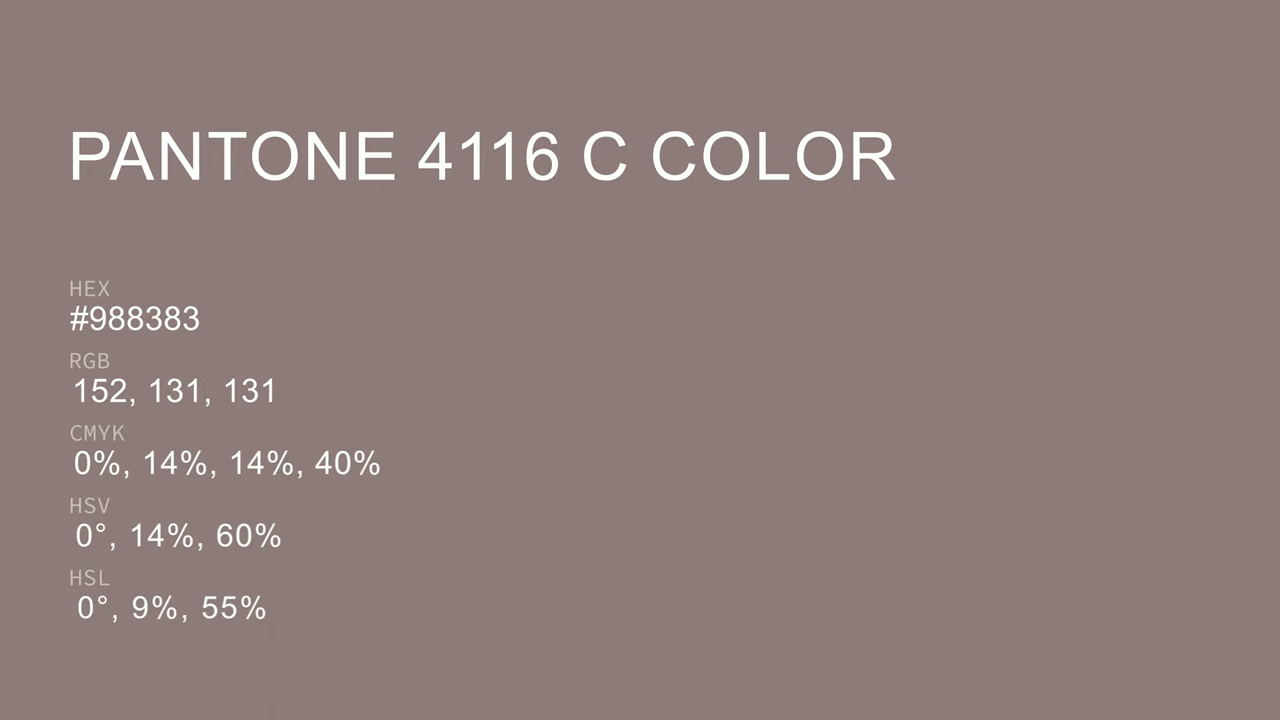 PANTONE 4116 C COLOR
HEX
#988383
RGB
152, 131, 131
CMYK
0%, 14%, 14%, 40%
HSV
0°, 14%, 60%
HSL
0°, 9%, 55%